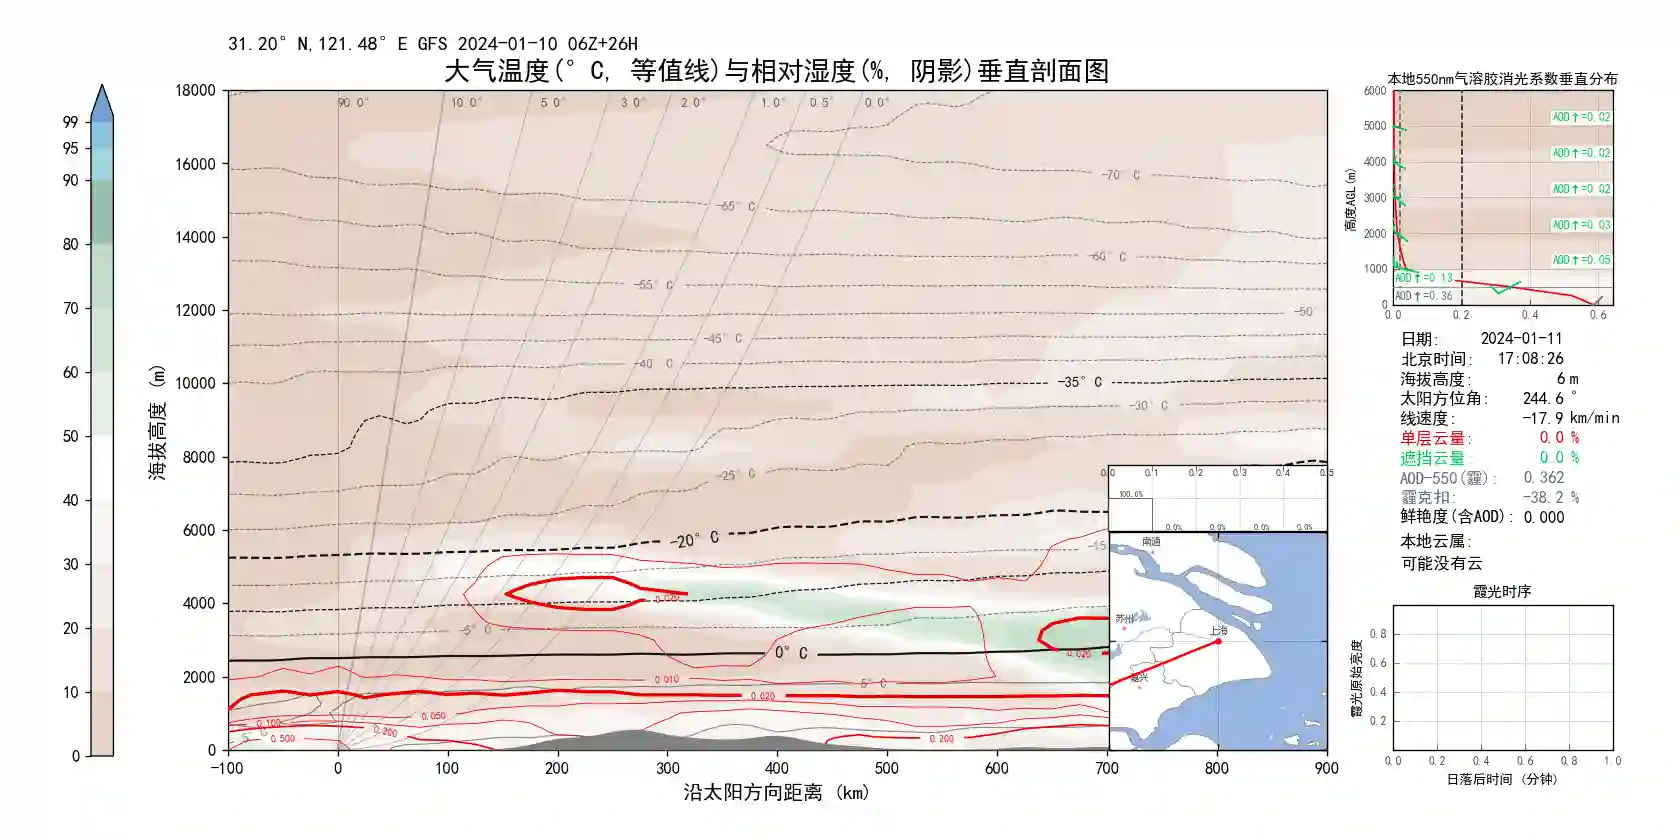 31.20° N,121.48° E GFS 2024-01-10 06Z+26H
大气温度(° C, 等值线)与相对湿度(%, 阴影)垂直剖面图
99
95
90
80
70
60
50
40
30
20
10
0
海拔高度 (m)
18000
16000
14000
12000
10000
8000
6000
4000
2000
0
90.0° 10.0° 5.0° 3.0° 2.0° 1.0° 0.5° 0.0°
-70° C
-65° C
-60° C
-55° C
-50°
-45° C
-40° C
-35° C
-30° C
-25° C
-20° C
-15
-5° C
0° C
5° C
5° C
0.020
0.020
0.010
0.020
0.050
0.100
0.200
0.500
0.200
-100 0 100 200 300 400 500 600 700 800 900
沿太阳方向距离 (km)
0.0 0.1 0.2 0.3 0.4 0.5
100.0%
0.0% 0.0% 0.0% 0.0%
南通
苏州
上海
嘉兴
本地550nm气溶胶消光系数垂直分布
高度AGL(m)
6000
5000
4000
3000
2000
1000
0
AOD↑=0.02
AOD↑=0.02
AOD↑=0.02
AOD↑=0.03
AOD↑=0.05
AOD↑=0.13
AOD↑=0.36
0.0 0.2 0.4 0.6
日期: 2024-01-11
北京时间: 17:08:26
海拔高度: 6 m
太阳方位角: 244.6 °
线速度: -17.9 km/min
单层云量: 0.0 %
遮挡云量: 0.0 %
AOD-550(霾): 0.362
霾克扣: -38.2 %
鲜艳度(含AOD): 0.000
本地云属:
可能没有云
霞光时序
霞光原始亮度
0.8
0.6
0.4
0.2
0.0 0.2 0.4 0.6 0.8 1.0
日落后时间 (分钟)